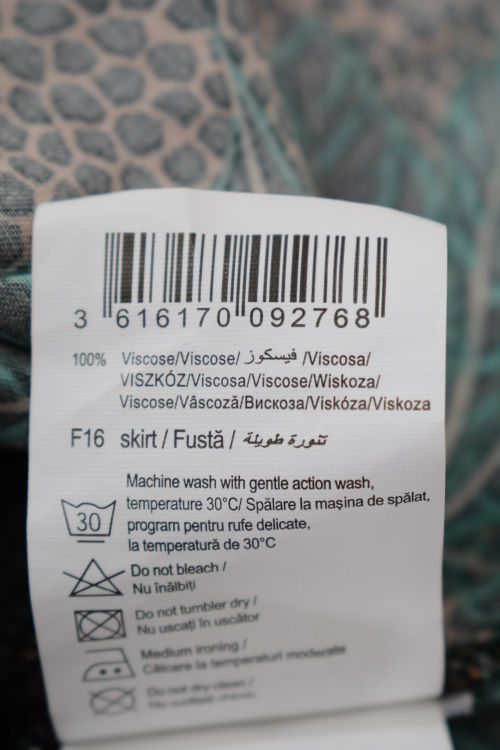 3 616170 092768
100% Viscose/Viscose/ فيسكوز /Viscosa/
VISZKÓZ/Viscosa/Viscose/Wiskoza/
Viscose/Vâscoză/Вискоза/Viskóza/Viskoza
F16 skirt / Fustă / تنورة طويلة
Machine wash with gentle action wash,
temperature 30°C/ Spălare la mașina de spălat,
program pentru rufe delicate,
la temperatură de 30°C
30
Do not bleach /
Nu înălbiți
Do not tumbler dry /
Nu uscați în uscător
Medium ironing /
Călcare la temperaturi moderate
Do not dry-clean /
Nu